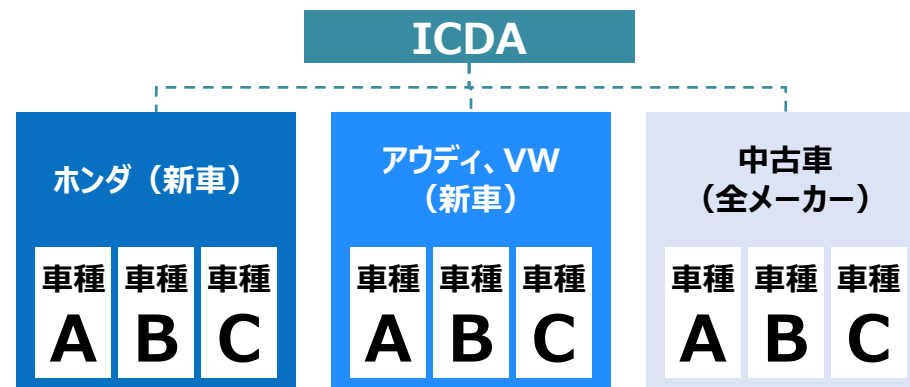 ICDA
ホンダ（新車）
アウディ、VW
（新車）
中古車
（全メーカー）
車種 車種 車種
A B C
車種 車種 車種
A B C
車種 車種 車種
A B C